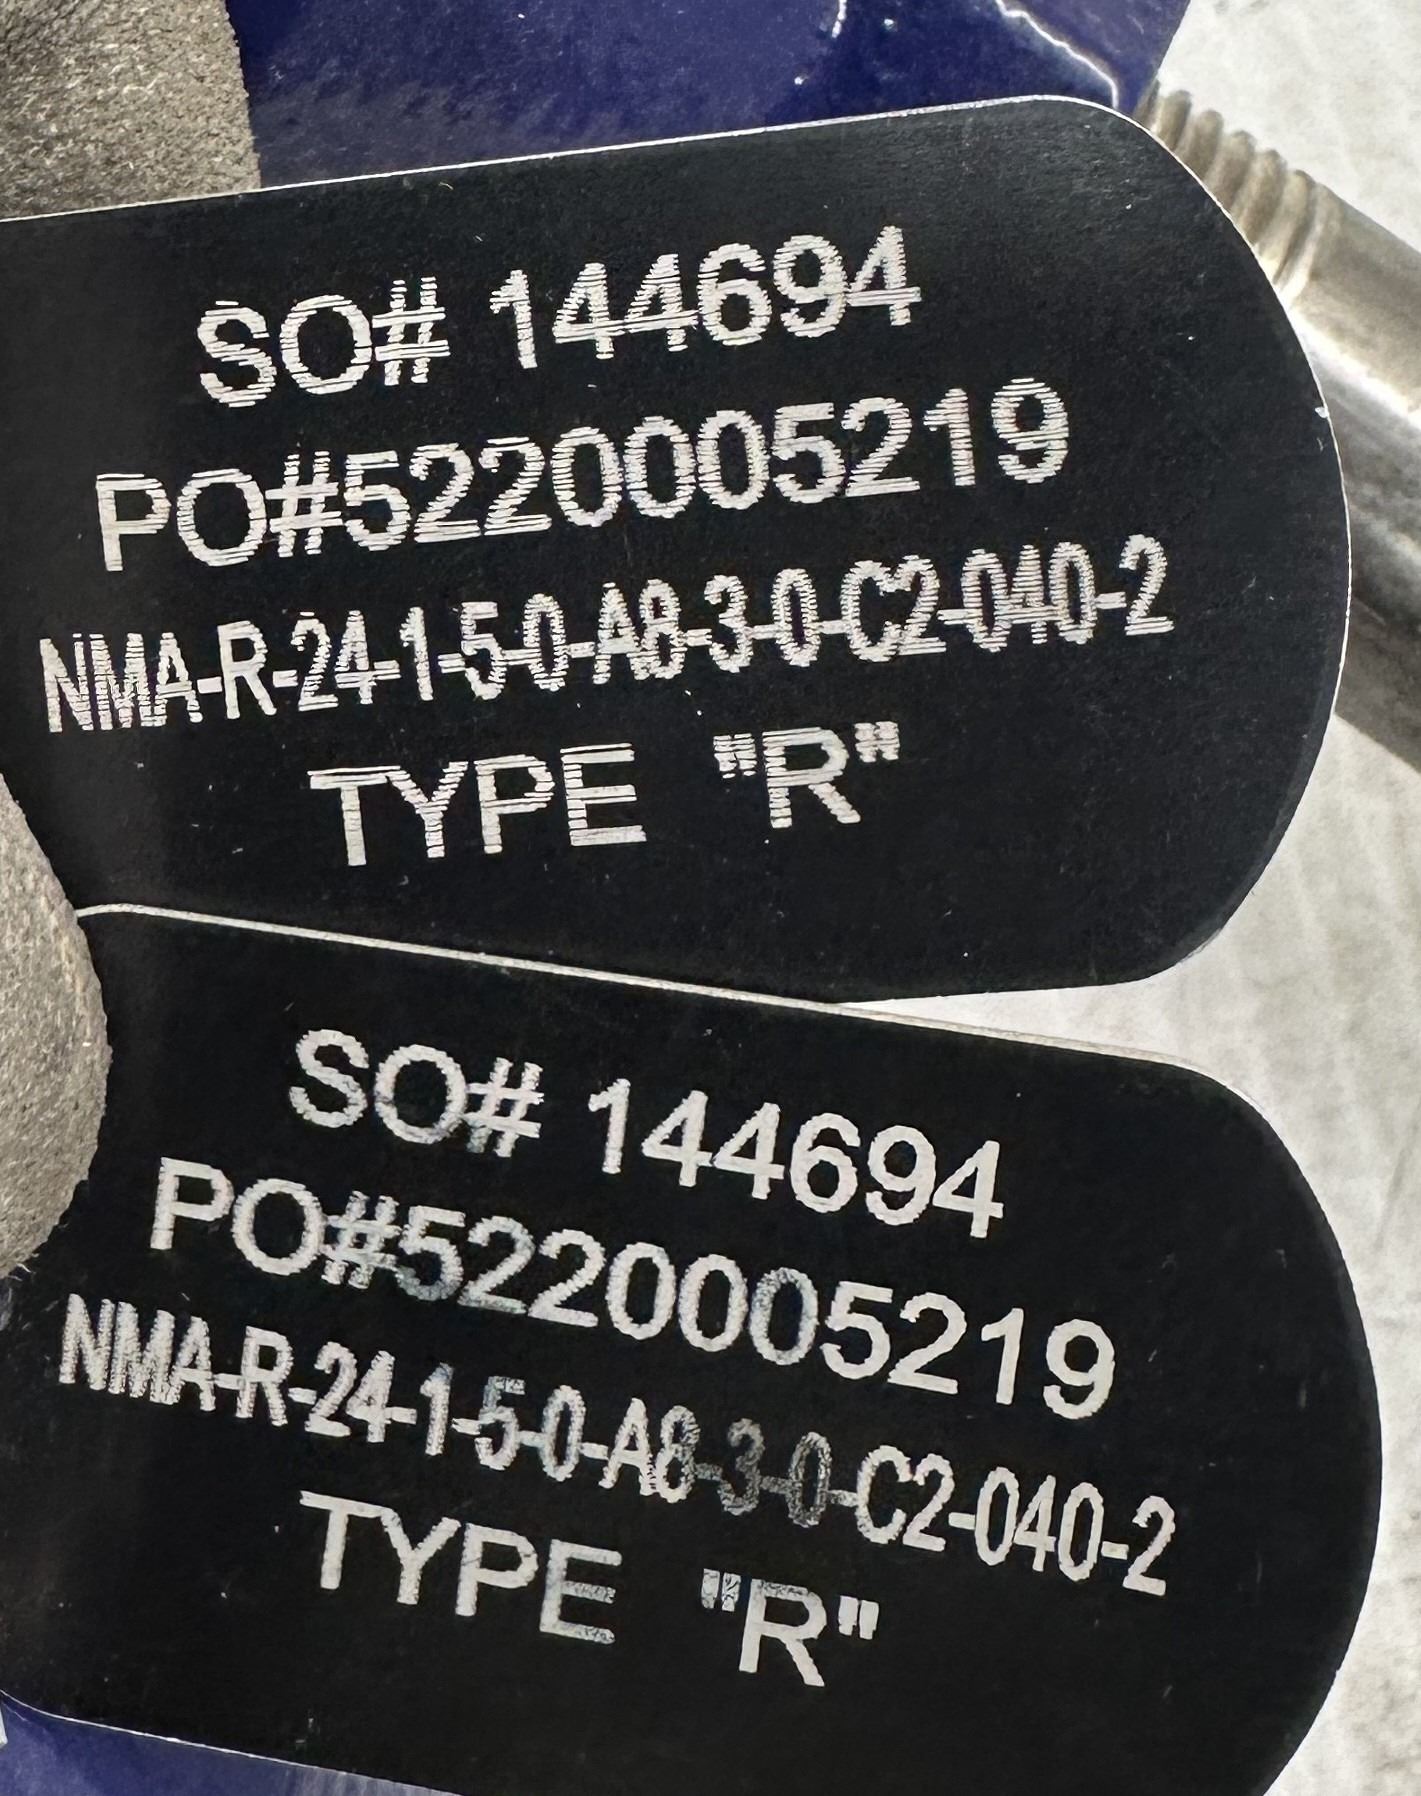 SO# 144694
PO#5220005219
NMA-R-24-1-5-0-A8-3-0-C2-040-2
TYPE "R"
SO# 144694
PO#5220005219
NMA-R-24-1-5-0-A8-3-0-C2-040-2
TYPE "R"